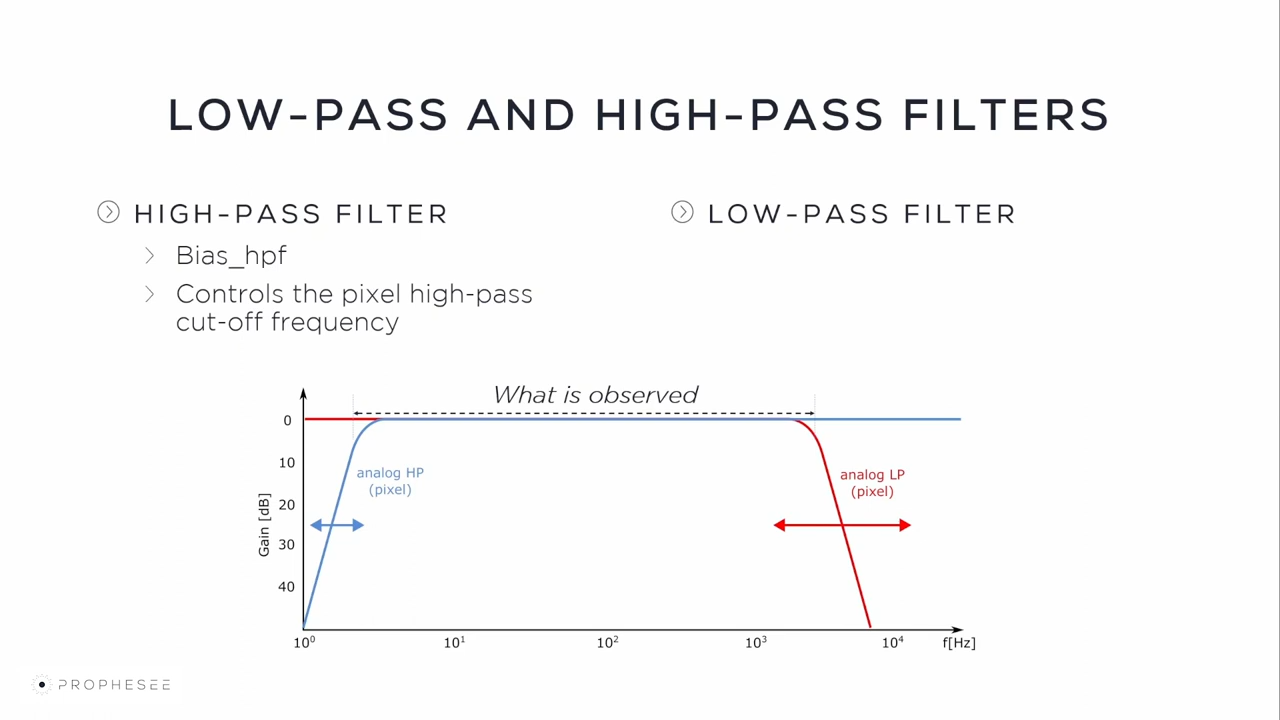 LOW-PASS AND HIGH-PASS FILTERS
HIGH-PASS FILTER
Bias_hpf
Controls the pixel high-pass
cut-off frequency
LOW-PASS FILTER
What is observed
0
10
20
30
40
Gain [dB]
analog HP
(pixel)
analog LP
(pixel)
10⁰
10¹
10²
10³
10⁴
f[Hz]
PROPHESEE